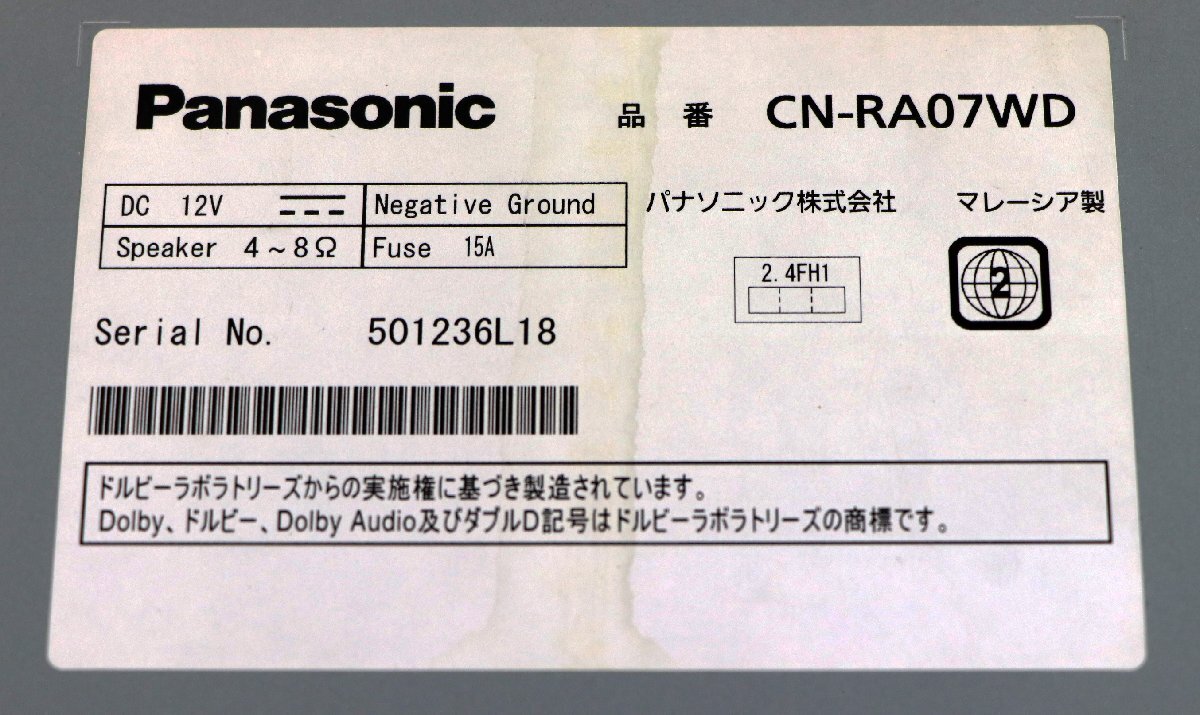 Panasonic 品番 CN-RA07WD
DC 12V Negative Ground
Speaker 4~8Ω Fuse 15A
パナソニック株式会社 マレーシア製
2.4FH1
2
Serial No. 501236L18
ドルビーラボラトリーズからの実施権に基づき製造されています。
Dolby、ドルビー、Dolby Audio及びダブルD記号はドルビーラボラトリーズの商標です。